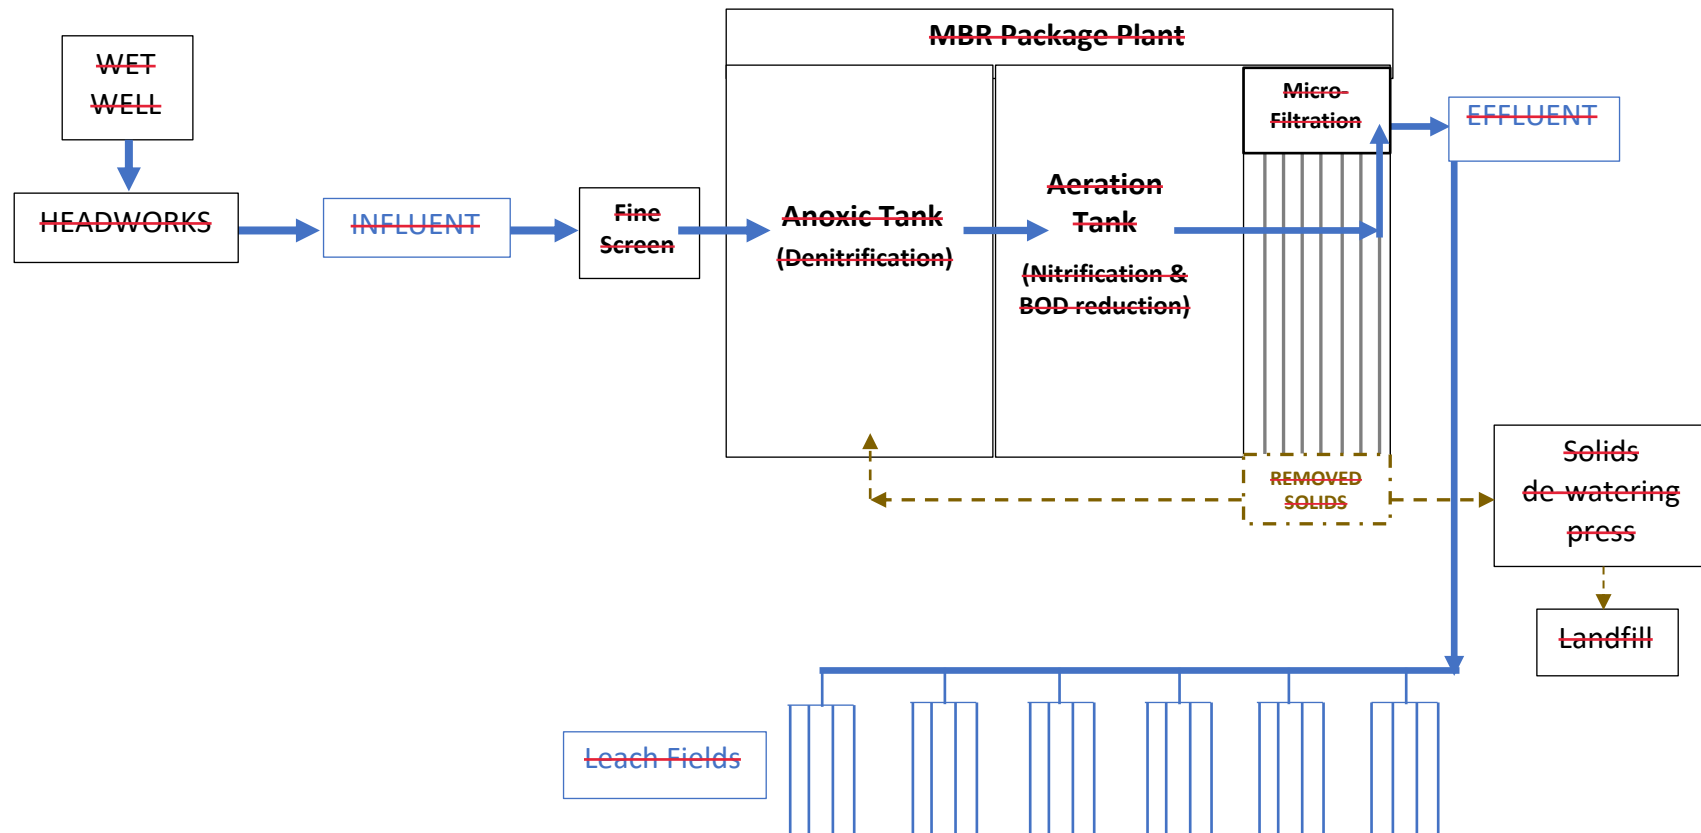 MBR Package Plant
WET
WELL
Micro-
Filtration
EFFLUENT
HEADWORKS
INFLUENT
Fine
Screen
Anoxic Tank
(Denitrification)
Aeration
Tank
(Nitrification &
BOD reduction)
REMOVED
SOLIDS
Solids
de-watering
press
Landfill
Leach Fields